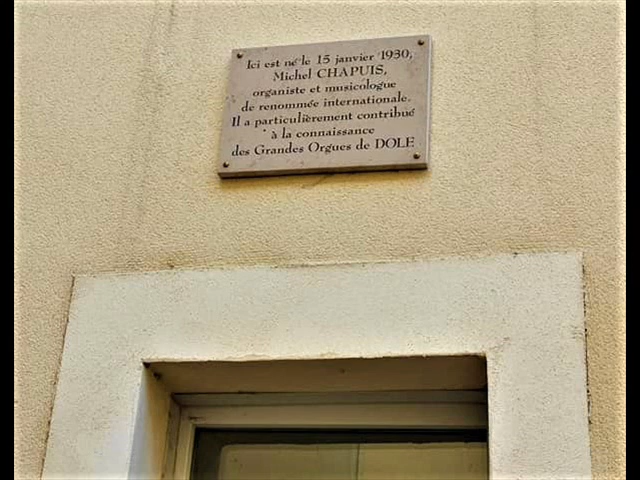 Ici est né le 15 janvier 1930,
Michel CHAPUIS,
organiste et musicologue
de renommée internationale.
Il a particulièrement contribué
à la connaissance
des Grandes Orgues de DOLE